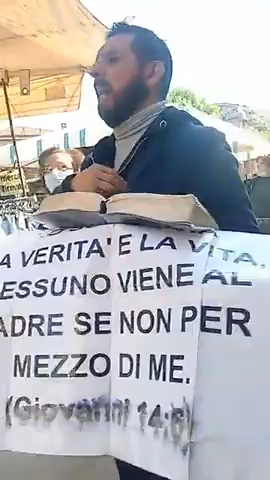 A VERITA' E LA VITA.
ESSUNO VIENE AL
ADRE SE NON PER
MEZZO DI ME.
(Giovanni 14:6)